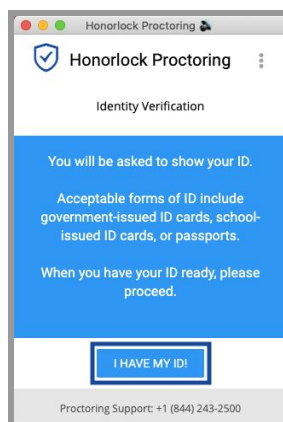 Honorlock Proctoring
Honorlock Proctoring
Identity Verification
You will be asked to show your ID.
Acceptable forms of ID include
government-issued ID cards, school-
issued ID cards, or passports.
When you have your ID ready, please
proceed.
I HAVE MY ID!
Proctoring Support: +1 (844) 243-2500